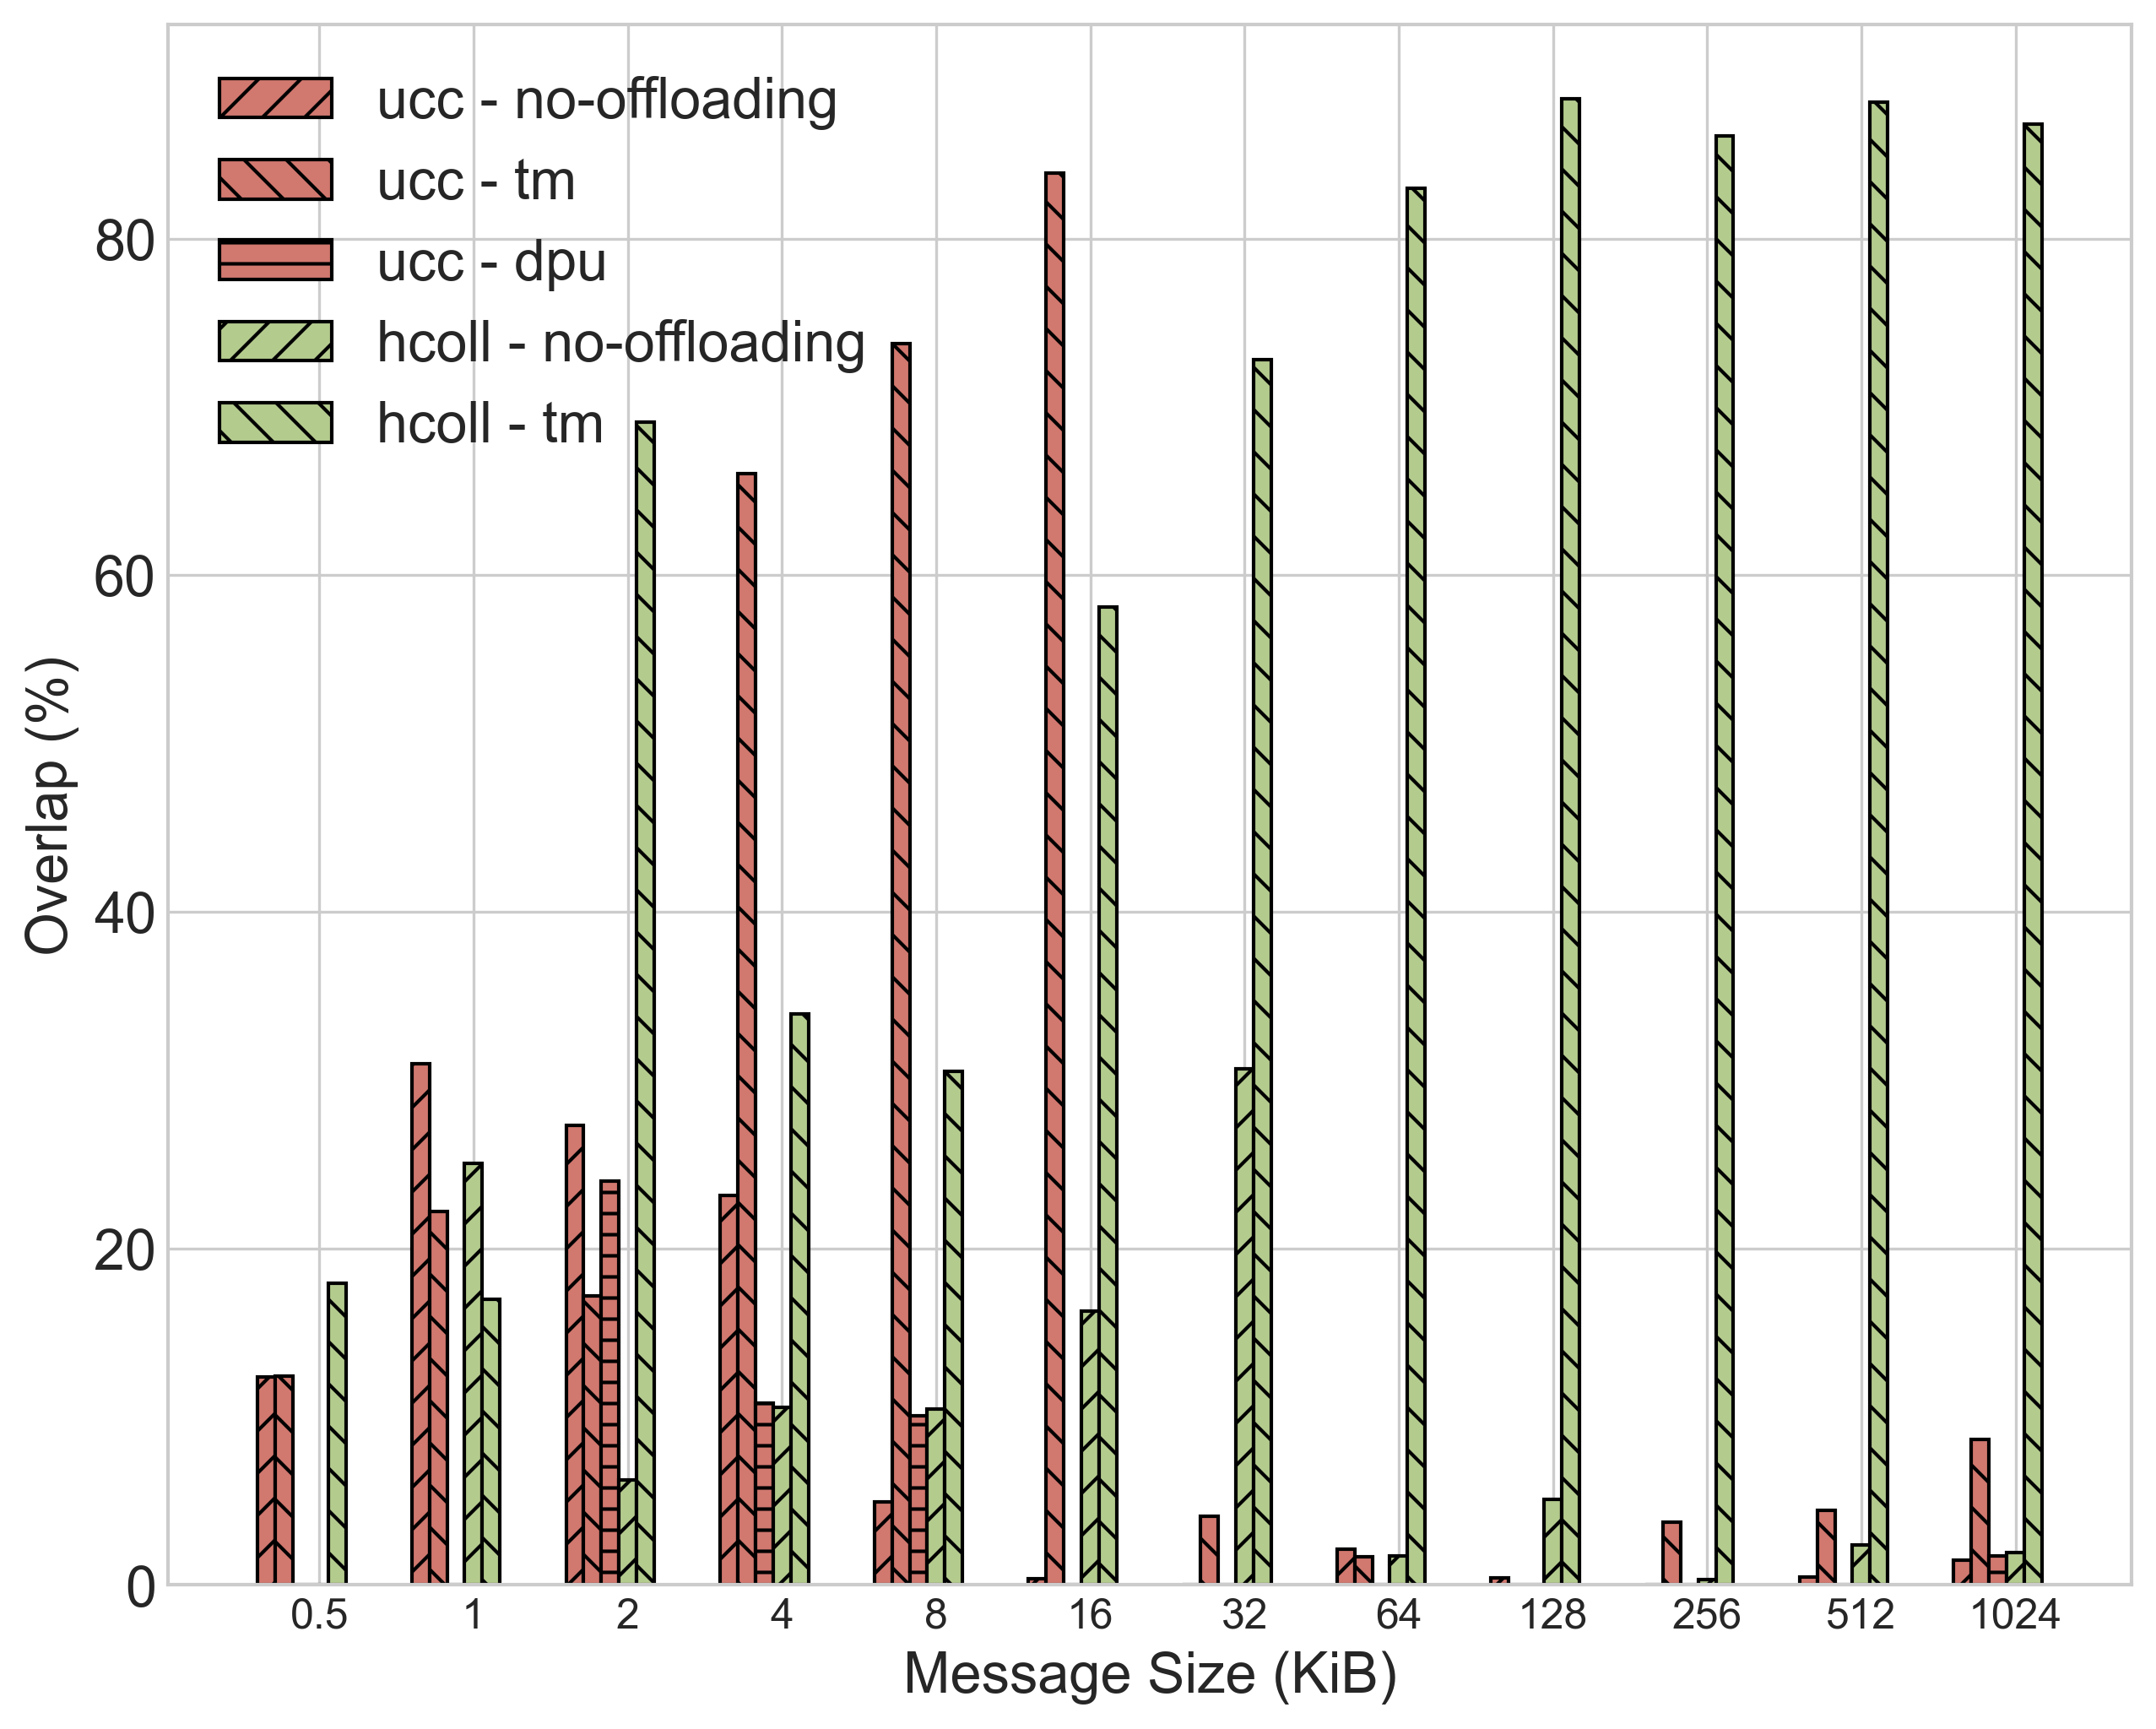 ucc - no-offloading
ucc - tm
ucc - dpu
hcoll - no-offloading
hcoll - tm
80
60
40
20
0
Overlap (%)
0.5 1 2 4 8 16 32 64 128 256 512 1024
Message Size (KiB)